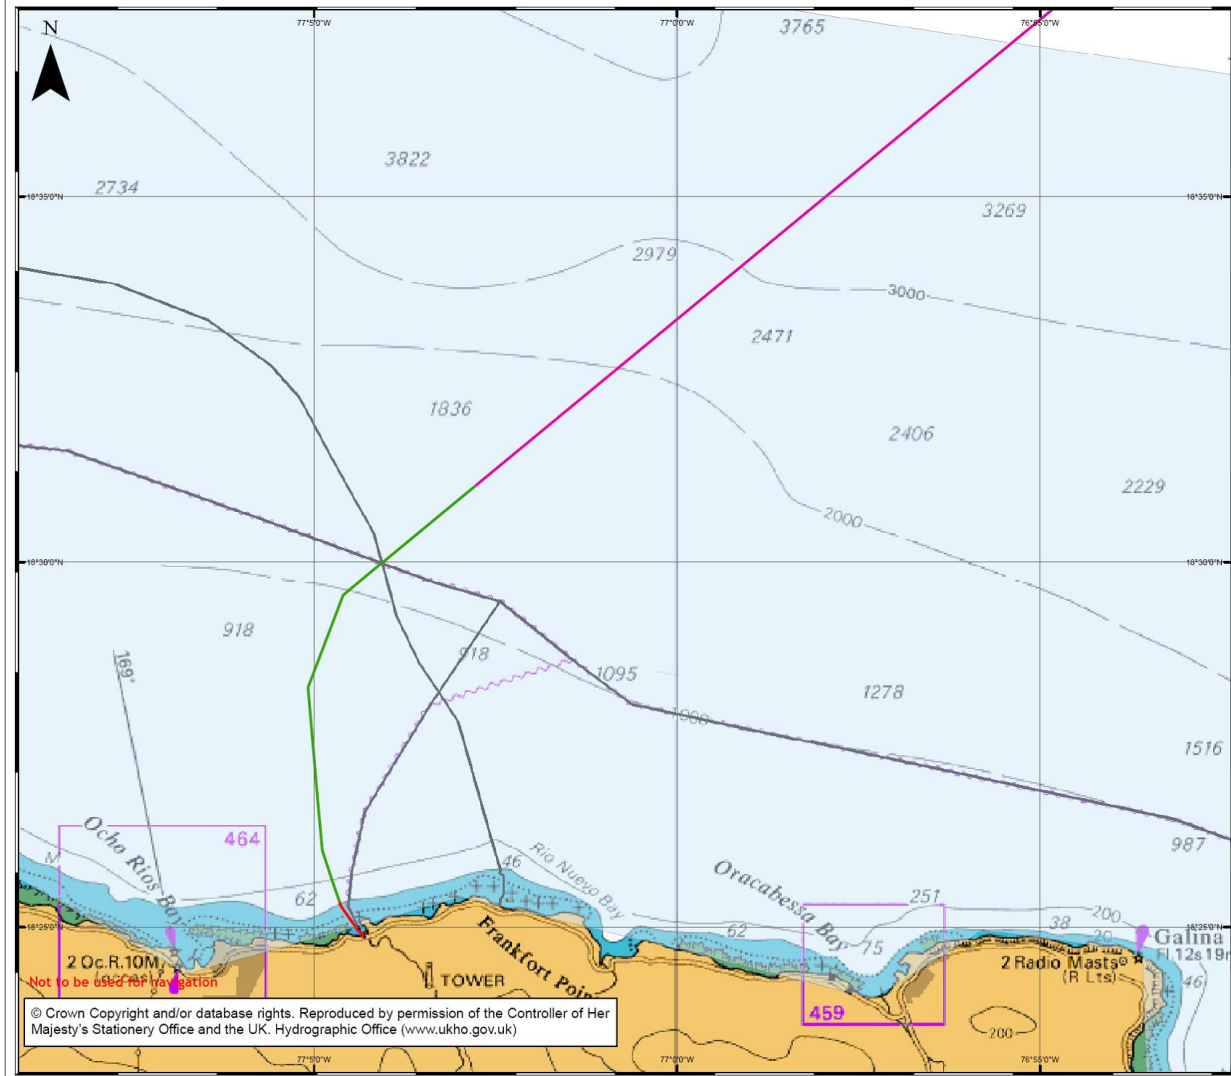 77°5'0"W
77°0'0"W
76°55'0"W
N
3765
3822
2734
18°35'0"N
18°35'0"N
3269
2979
3000
2471
1836
2406
2229
2000
18°30'0"N
18°30'0"N
918
918
169°
1095
1278
1000
1516
464
987
Ocho Rios Bay
M
46
Rio Nuevo Bay
Oracabessa Bay
62
251
200
38
62
75
20
18°25'0"N
18°25'0"N
Frankfort Poin
Galina
Fl.12s19m
2 Oc.R.10M
(occas)
2 Radio Masts
(R Lts)
46
TOWER
Not to be used for navigation
459
© Crown Copyright and/or database rights. Reproduced by permission of the Controller of Her
Majesty's Stationery Office and the UK. Hydrographic Office (www.ukho.gov.uk)
200
77°5'0"W
77°0'0"W
76°55'0"W